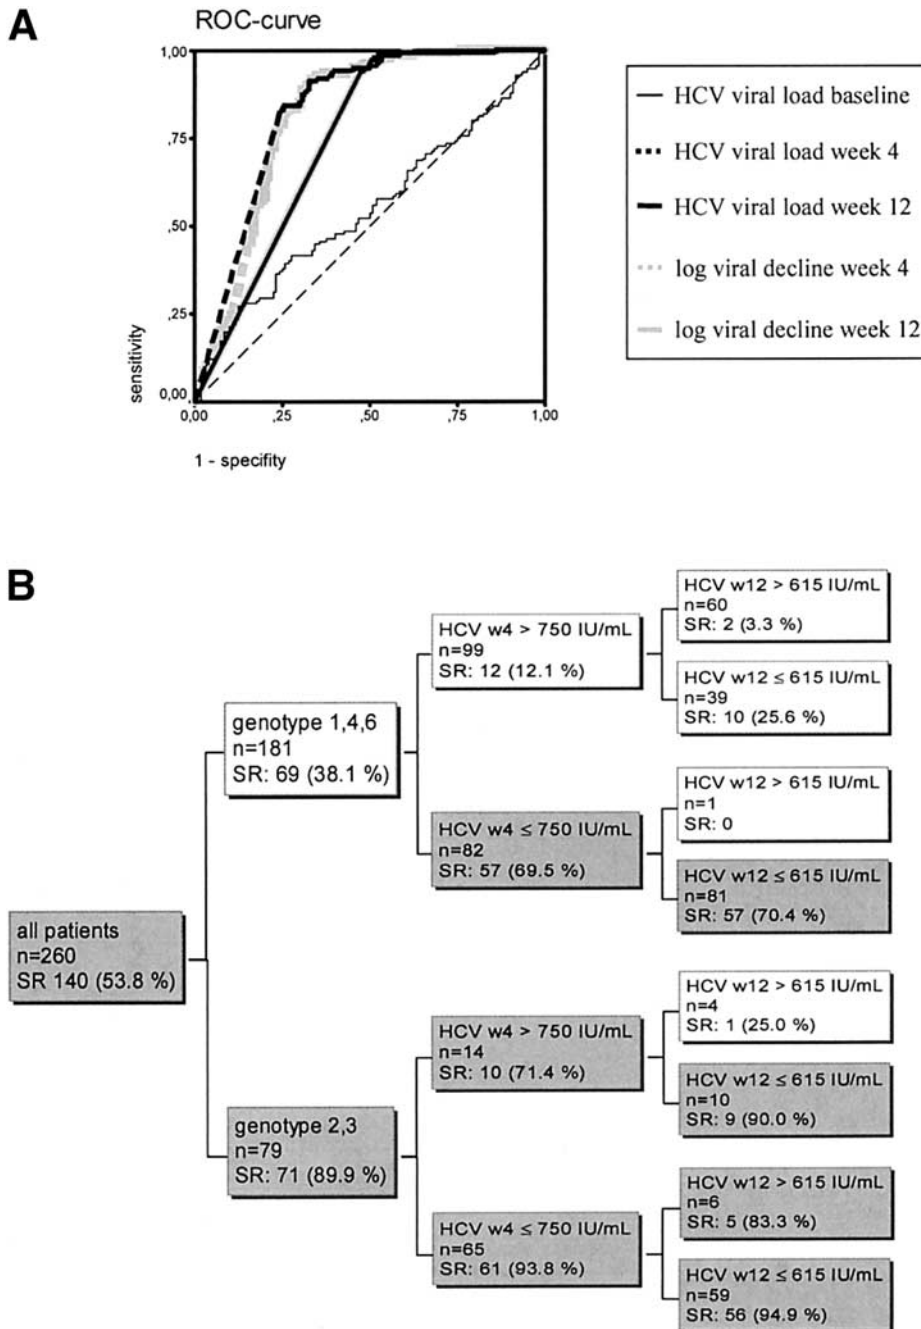 A
ROC-curve
1,00
,75
,50
,25
0,00
sensitivity
0,00 ,25 ,50 ,75 1,00
1 - specifity
HCV viral load baseline
HCV viral load week 4
HCV viral load week 12
log viral decline week 4
log viral decline week 12
B
all patients
n=260
SR 140 (53.8 %)
genotype 1,4,6
n=181
SR: 69 (38.1 %)
HCV w4 > 750 IU/mL
n=99
SR: 12 (12.1 %)
HCV w12 > 615 IU/mL
n=60
SR: 2 (3.3 %)
HCV w12 ≤ 615 IU/mL
n=39
SR: 10 (25.6 %)
HCV w4 ≤ 750 IU/mL
n=82
SR: 57 (69.5 %)
HCV w12 > 615 IU/mL
n=1
SR: 0
HCV w12 ≤ 615 IU/mL
n=81
SR: 57 (70.4 %)
genotype 2,3
n=79
SR: 71 (89.9 %)
HCV w4 > 750 IU/mL
n=14
SR: 10 (71.4 %)
HCV w12 > 615 IU/mL
n=4
SR: 1 (25.0 %)
HCV w12 ≤ 615 IU/mL
n=10
SR: 9 (90.0 %)
HCV w4 ≤ 750 IU/mL
n=65
SR: 61 (93.8 %)
HCV w12 > 615 IU/mL
n=6
SR: 5 (83.3 %)
HCV w12 ≤ 615 IU/mL
n=59
SR: 56 (94.9 %)